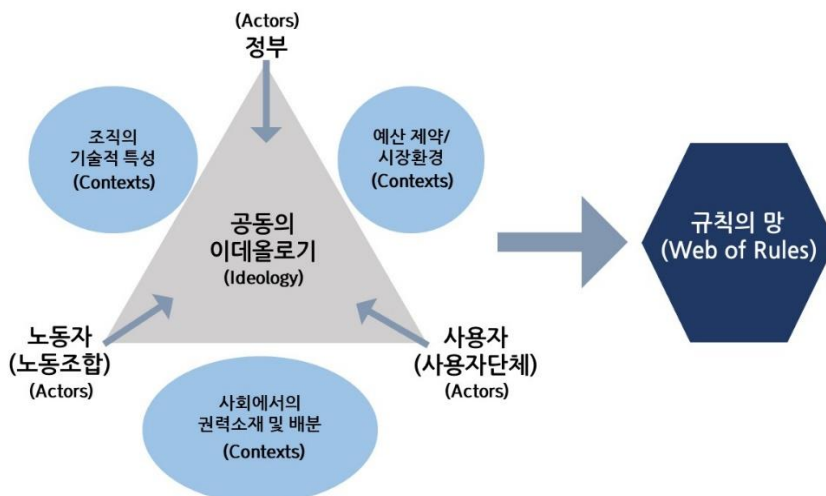 (Actors)
정부
조직의
기술적 특성
(Contexts)
예산 제약/
시장환경
(Contexts)
공동의
이데올로기
(Ideology)
규칙의 망
(Web of Rules)
노동자
(노동조합)
(Actors)
사용자
(사용자단체)
(Actors)
사회에서의
권력소재 및 배분
(Contexts)